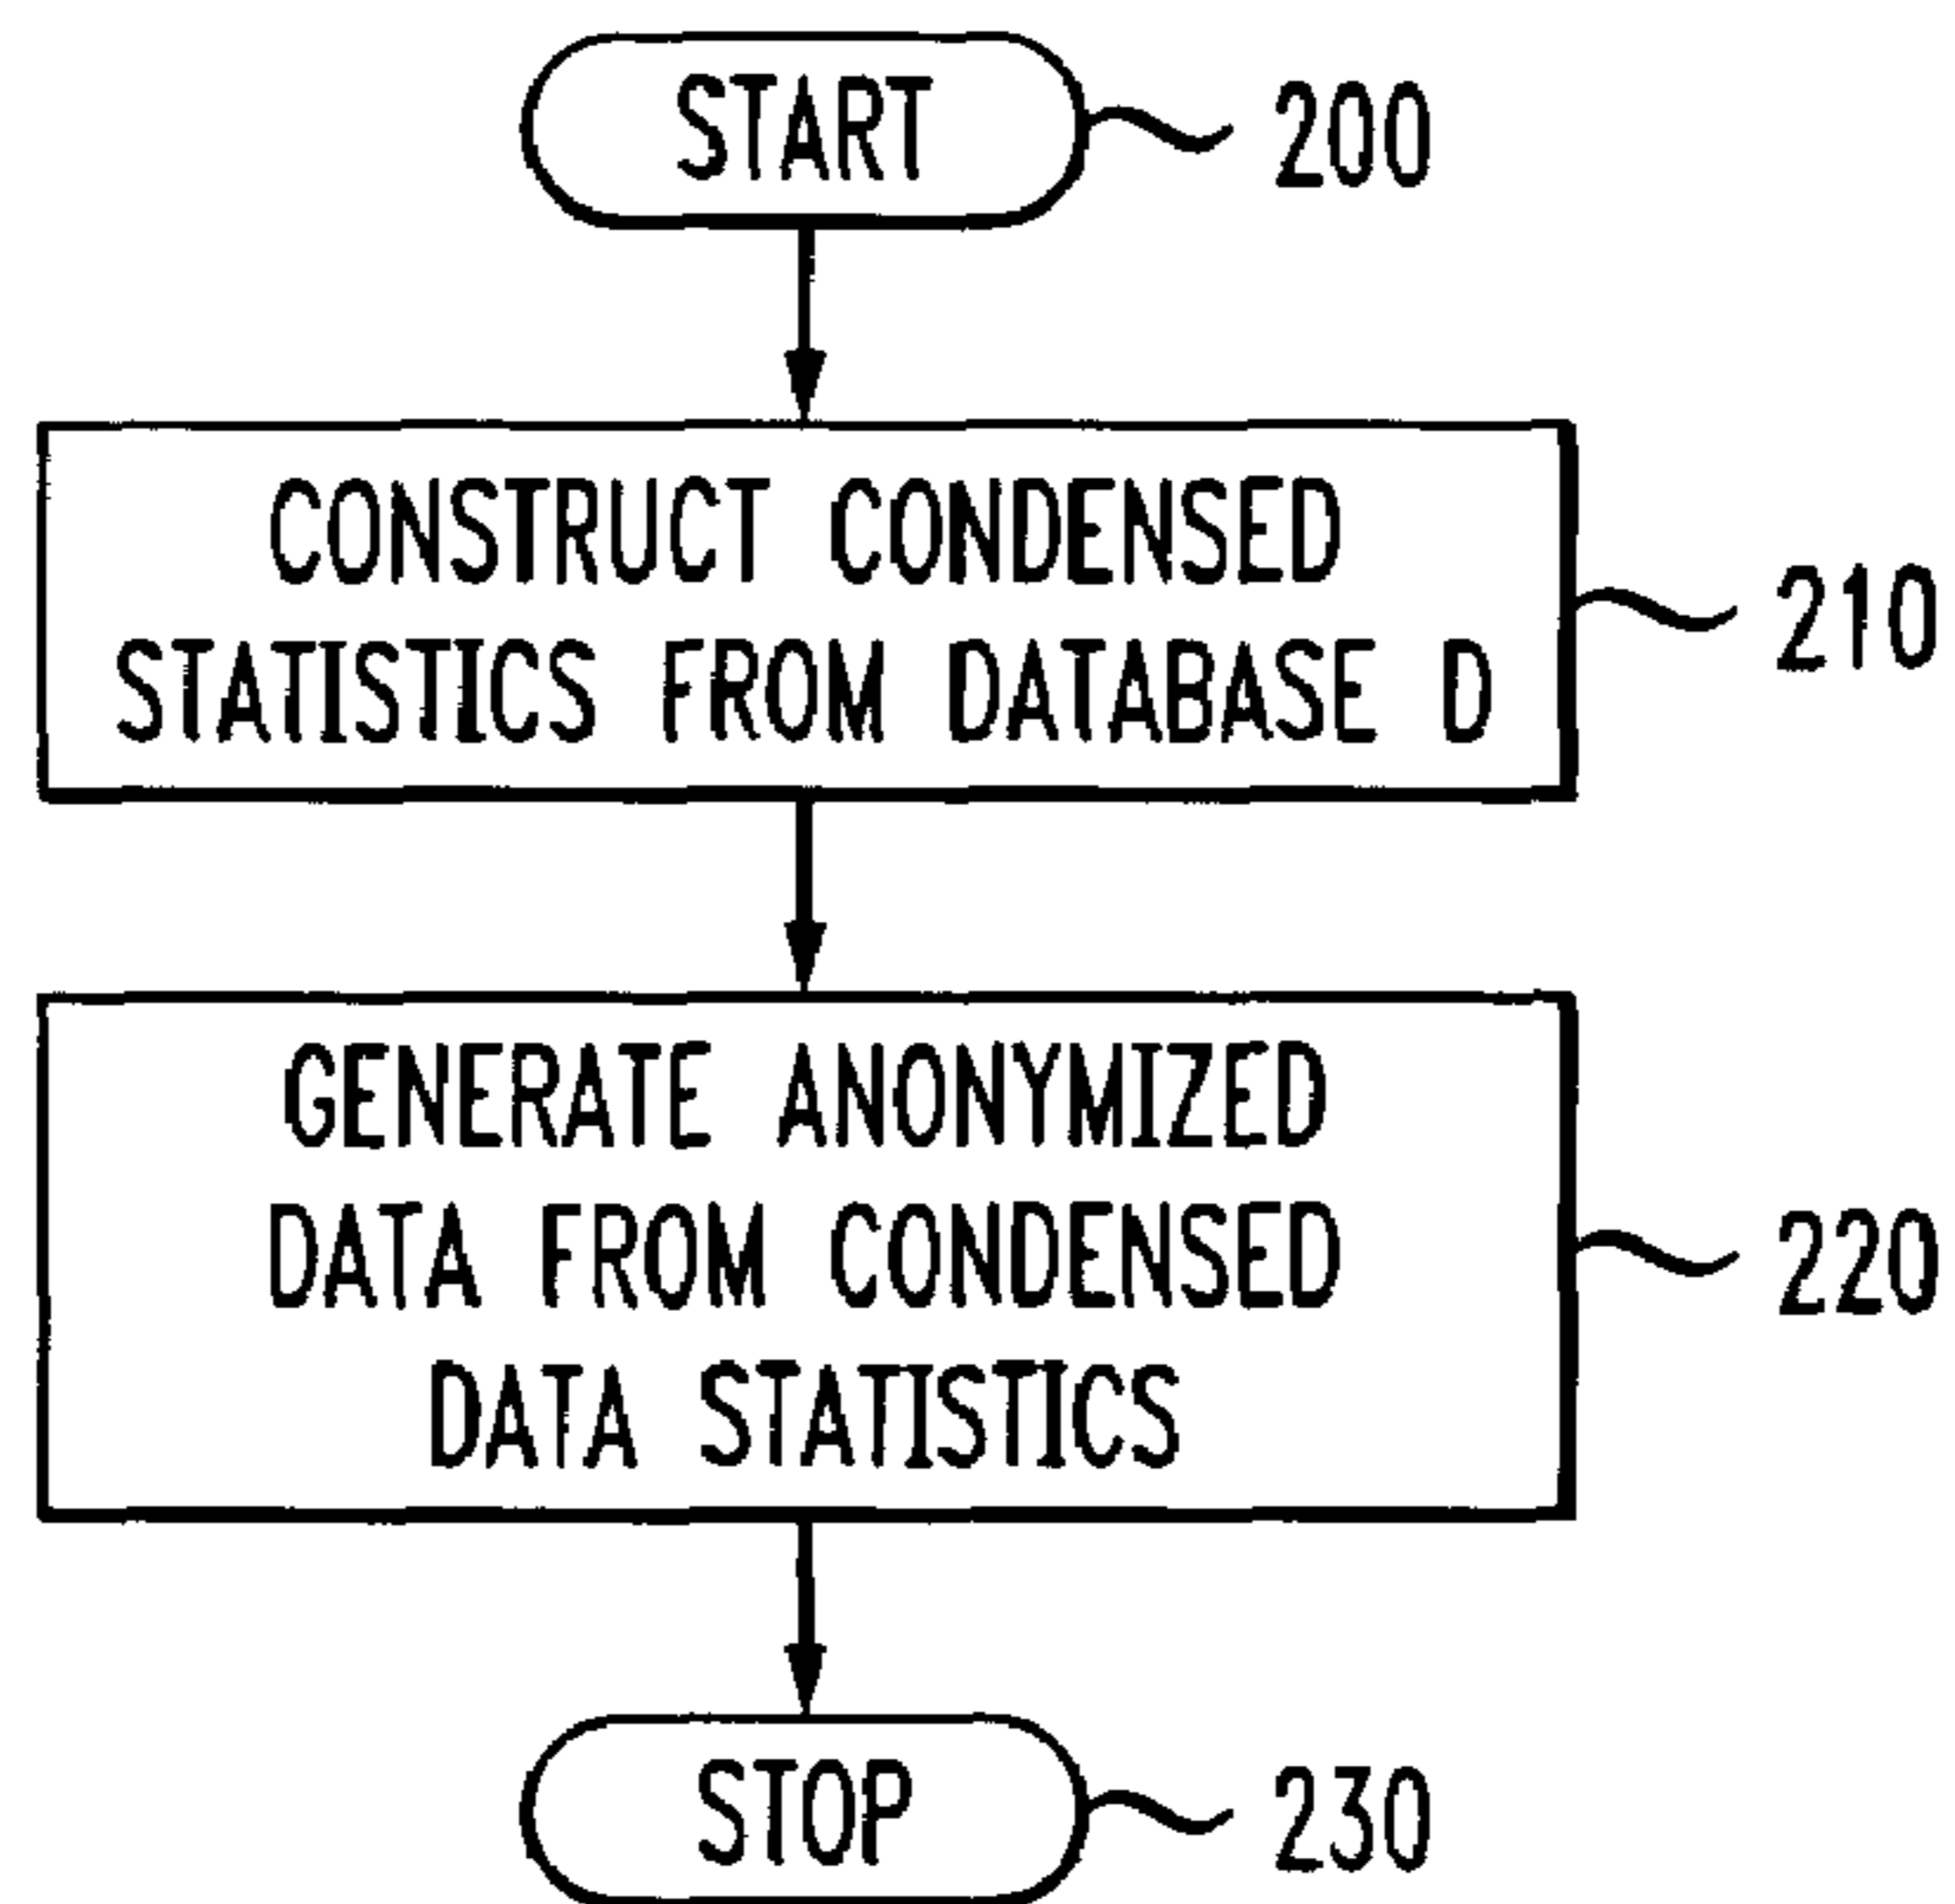 START
200
CONSTRUCT CONDENSED
STATISTICS FROM DATABASE D
210
GENERATE ANONYMIZED
DATA FROM CONDENSED
DATA STATISTICS
220
STOP
230